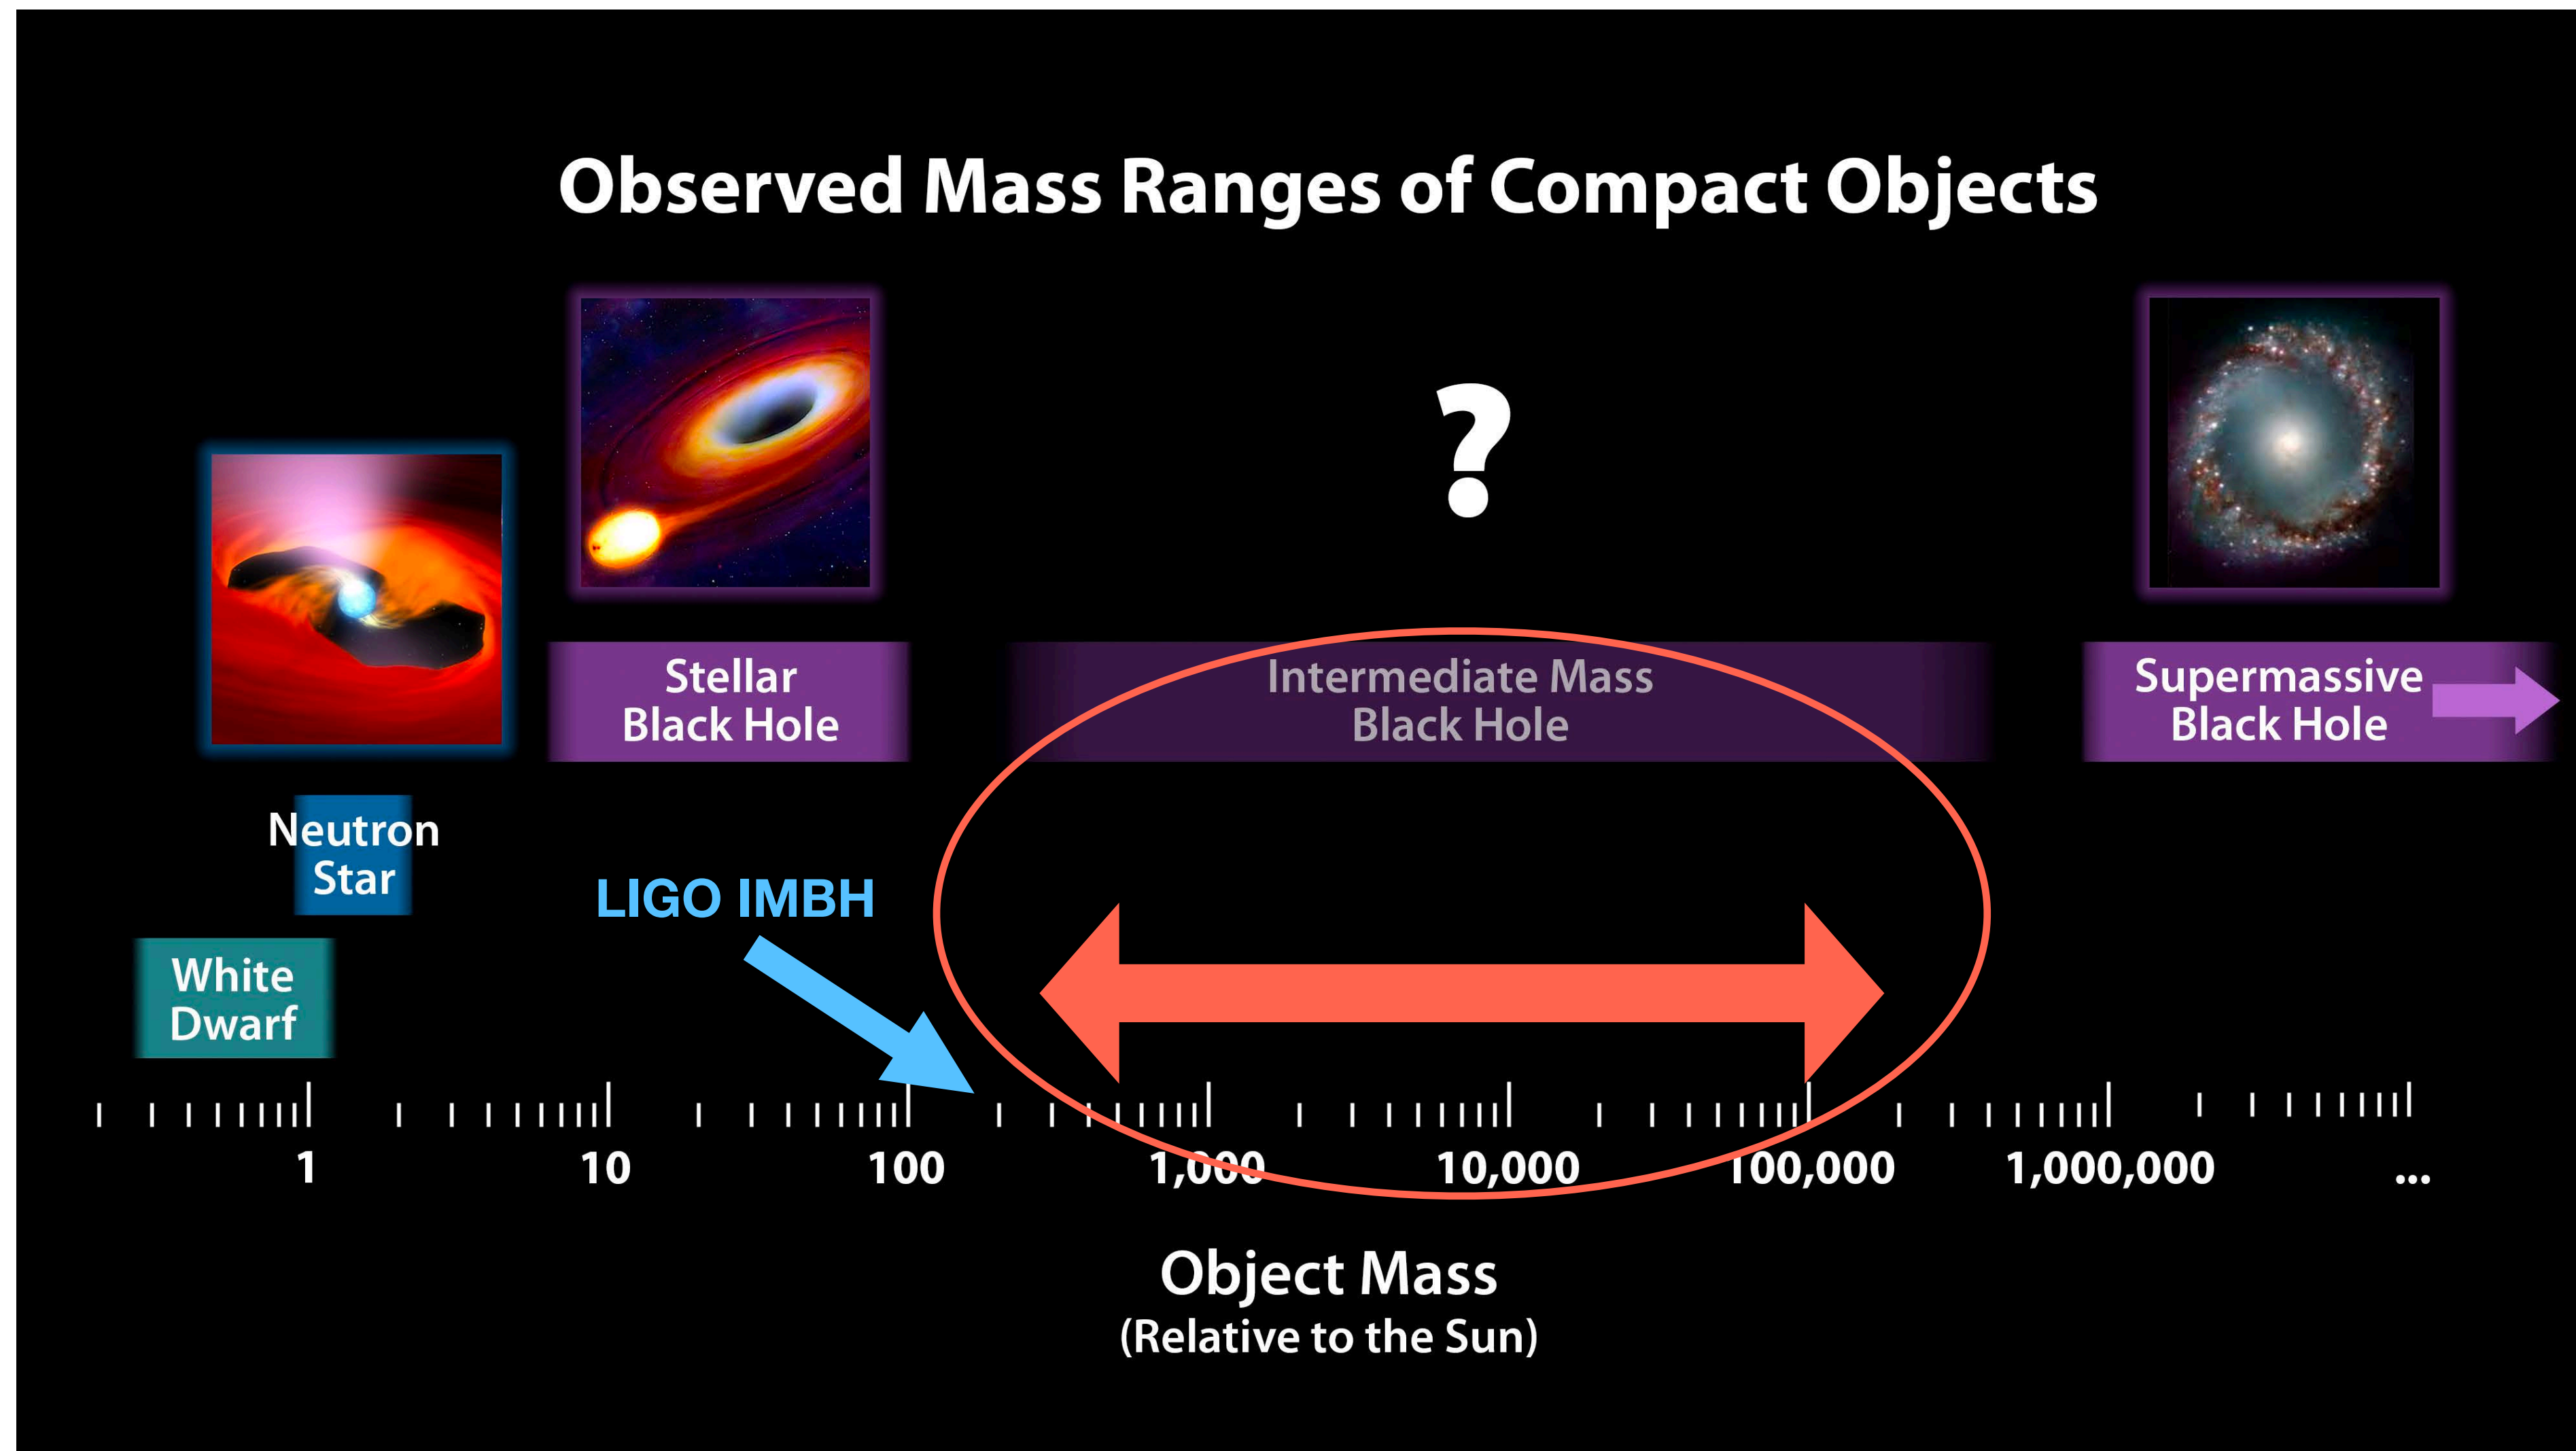 Observed Mass Ranges of Compact Objects
?
Stellar
Black Hole
Intermediate Mass
Black Hole
Supermassive
Black Hole
Neutron
Star
LIGO IMBH
White
Dwarf
1 10 100 1,000 10,000 100,000 1,000,000 ...
Object Mass
(Relative to the Sun)